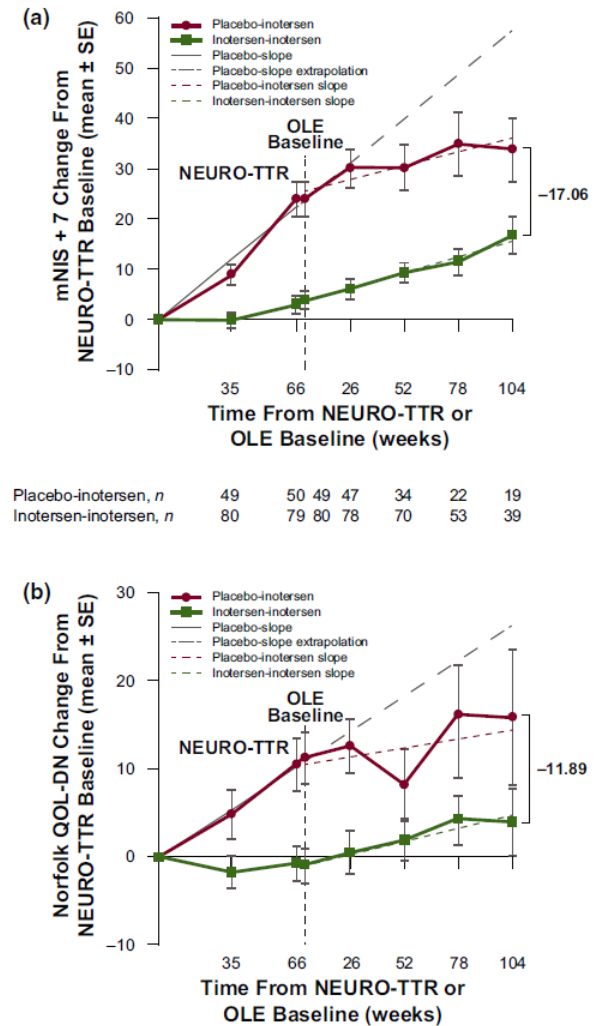 (a)
mNIS + 7 Change From
NEURO-TTR Baseline (mean ± SE)
60
50
40
30
20
10
0
–10
Placebo-inotersen
Inotersen-inotersen
Placebo-slope
Placebo-slope extrapolation
Placebo-inotersen slope
Inotersen-inotersen slope
OLE
Baseline
NEURO-TTR
–17.06
35 66 26 52 78 104
Time From NEURO-TTR or
OLE Baseline (weeks)
Placebo-inotersen, n 49 50 49 47 34 22 19
Inotersen-inotersen, n 80 79 80 78 70 53 39
(b)
Norfolk QOL-DN Change From
NEURO-TTR Baseline (mean ± SE)
30
20
10
0
–10
Placebo-inotersen
Inotersen-inotersen
Placebo-slope
Placebo-slope extrapolation
Placebo-inotersen slope
Inotersen-inotersen slope
OLE
Baseline
NEURO-TTR
–11.89
35 66 26 52 78 104
Time From NEURO-TTR or
OLE Baseline (weeks)